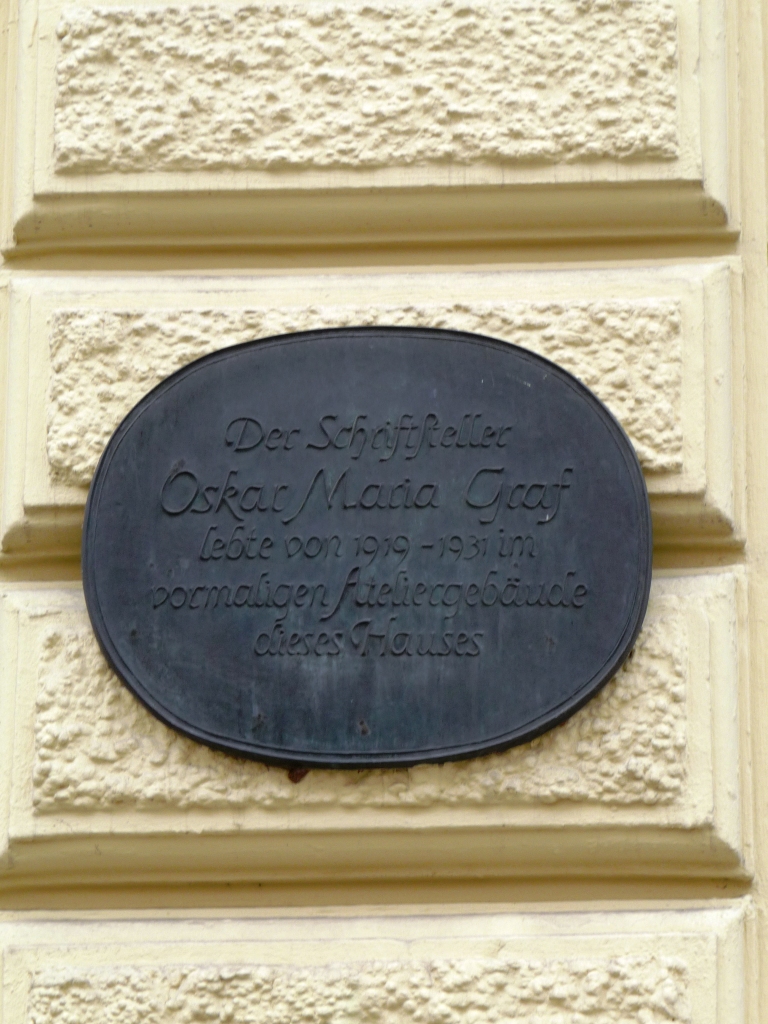 Der Schriftsteller
Oskar Maria Graf
lebte von 1919-1931 im
vormaligen Ateliergebäude
dieses Hauses